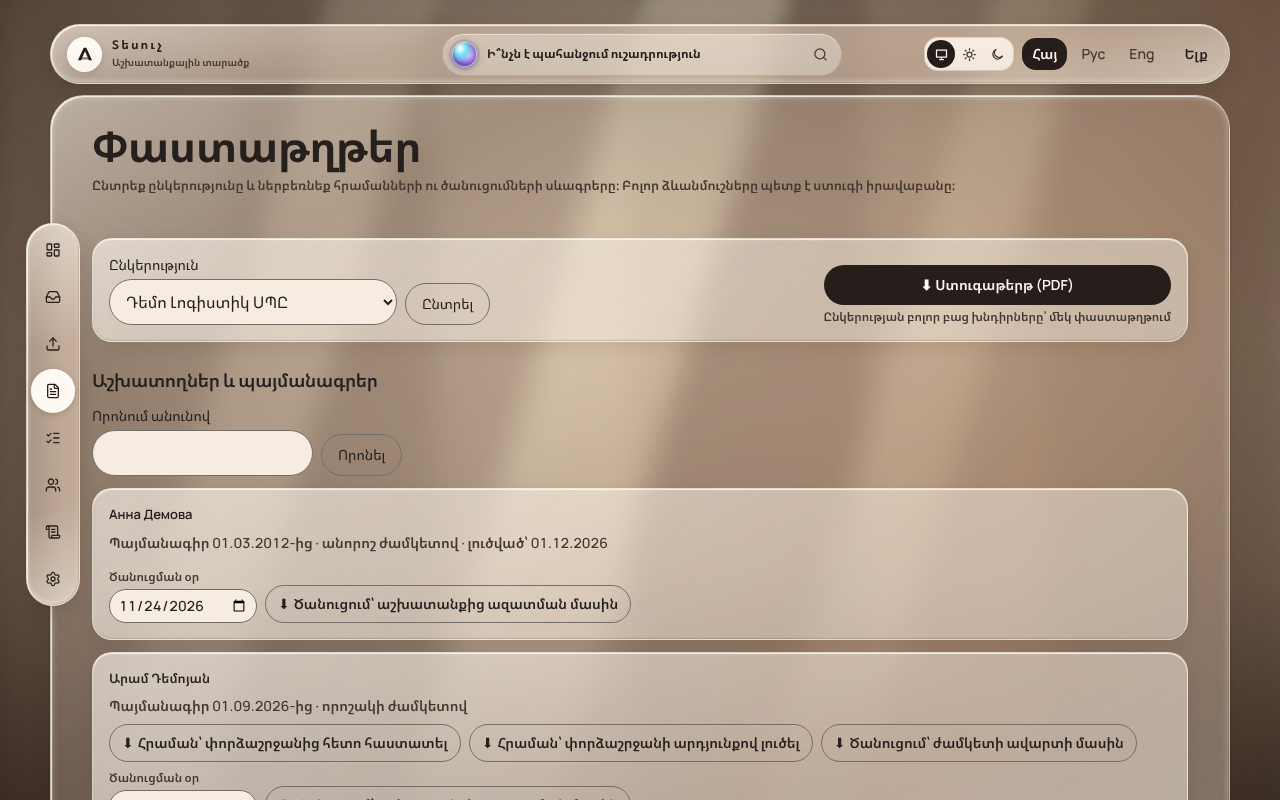 Տեսուչ
Աշխատանքային տարածք
Ի՞նչն է պահանջում ուշադրություն
Հայ Рус Eng Ելք
Փաստաթղթեր
Ընտրեք ընկերությունը և ներբեռնեք հրամանների ու ծանուցումների սևագրերը: Բոլոր ձևանմուշները պետք է ստուգի իրավաբանը:
Ընկերություն
Դեմո Լոգիստիկ ՍՊԸ
Ընտրել
⬇ Ստուգաթերթ (PDF)
Ընկերության բոլոր բաց խնդիրները՝ մեկ փաստաթղթում
Աշխատողներ և պայմանագրեր
Որոնում անունով
Որոնել
Анна Демова
Պայմանագիր 01.03.2012-ից · անորոշ ժամկետով · լուծված՝ 01.12.2026
Ծանուցման օր
11/24/2026
⬇ Ծանուցում՝ աշխատանքից ազատման մասին
Արամ Դեմոյան
Պայմանագիր 01.09.2026-ից · որոշակի ժամկետով
⬇ Հրաման՝ փորձաշրջանից հետո հաստատել
⬇ Հրաման՝ փորձաշրջանի արդյունքով լուծել
⬇ Ծանուցում՝ ժամկետի ավարտի մասին
Ծանուցման օր